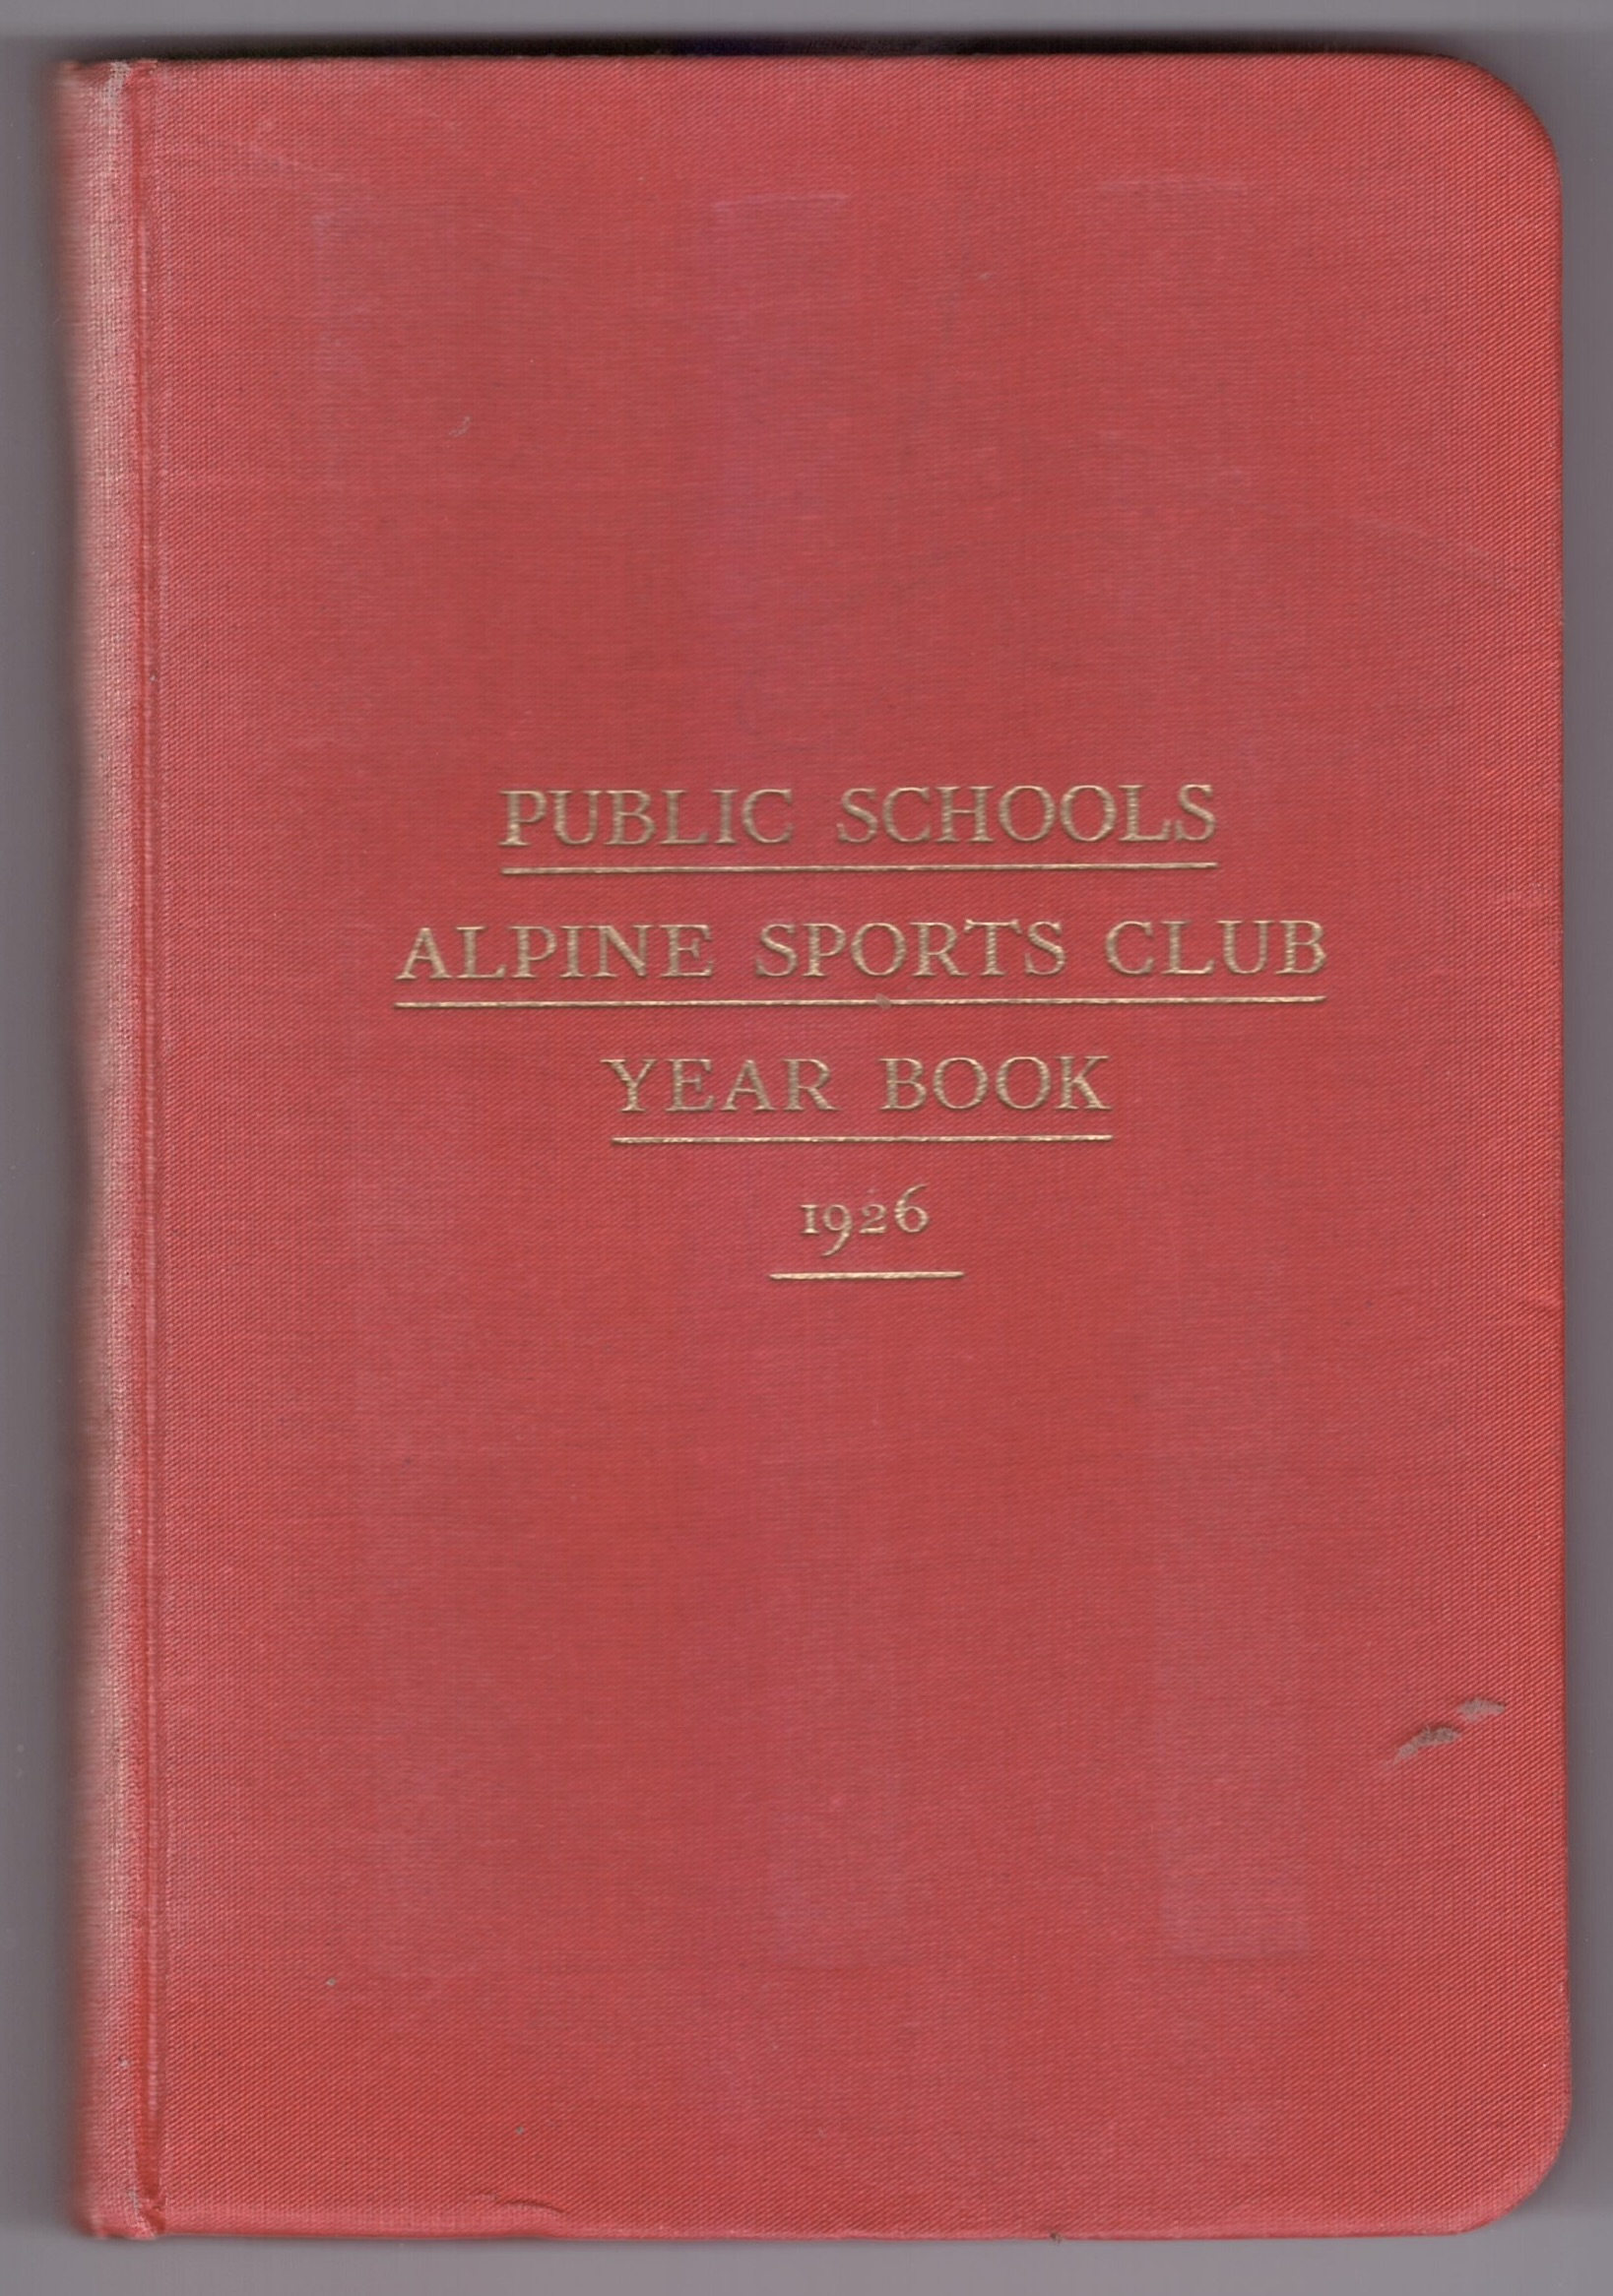 PUBLIC SCHOOLS
ALPINE SPORTS CLUB
YEAR BOOK
1926